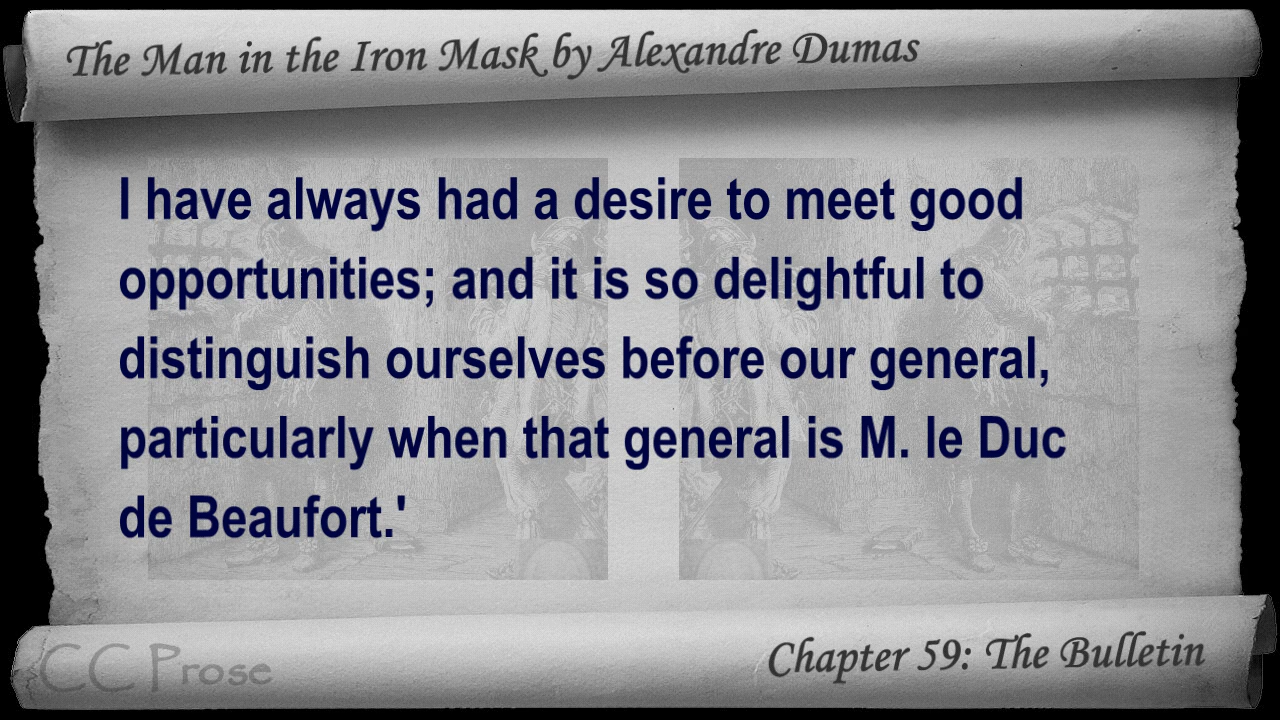 The Man in the Iron Mask by Alexandre Dumas
I have always had a desire to meet good
opportunities; and it is so delightful to
distinguish ourselves before our general,
particularly when that general is M. le Duc
de Beaufort.'
CC Prose
Chapter 59: The Bulletin